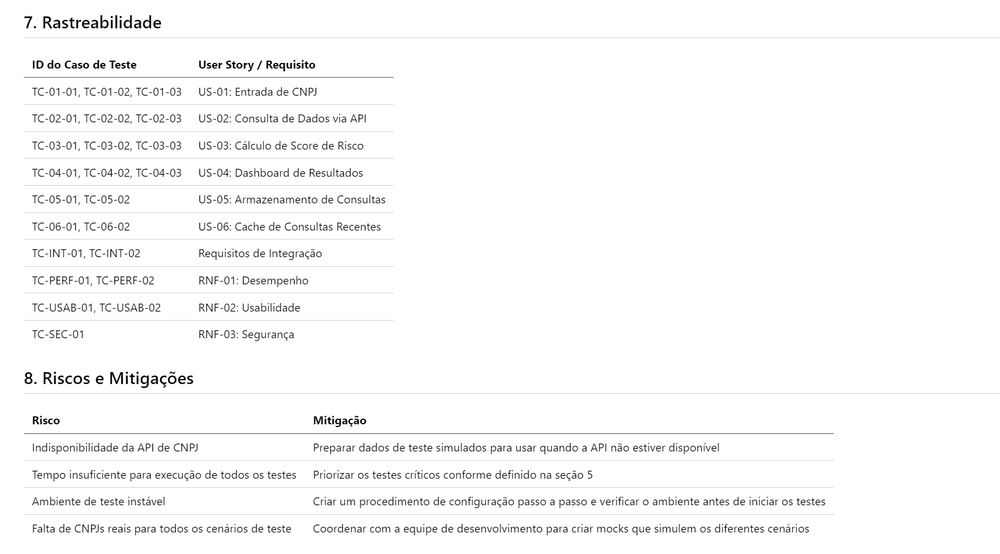 7. Rastreabilidade
ID do Caso de Teste User Story / Requisito
TC-01-01, TC-01-02, TC-01-03 US-01: Entrada de CNPJ
TC-02-01, TC-02-02, TC-02-03 US-02: Consulta de Dados via API
TC-03-01, TC-03-02, TC-03-03 US-03: Cálculo de Score de Risco
TC-04-01, TC-04-02, TC-04-03 US-04: Dashboard de Resultados
TC-05-01, TC-05-02 US-05: Armazenamento de Consultas
TC-06-01, TC-06-02 US-06: Cache de Consultas Recentes
TC-INT-01, TC-INT-02 Requisitos de Integração
TC-PERF-01, TC-PERF-02 RNF-01: Desempenho
TC-USAB-01, TC-USAB-02 RNF-02: Usabilidade
TC-SEC-01 RNF-03: Segurança
8. Riscos e Mitigações
Risco Mitigação
Indisponibilidade da API de CNPJ Preparar dados de teste simulados para usar quando a API não estiver disponível
Tempo insuficiente para execução de todos os testes Priorizar os testes críticos conforme definido na seção 5
Ambiente de teste instável Criar um procedimento de configuração passo a passo e verificar o ambiente antes de iniciar os testes
Falta de CNPJs reais para todos os cenários de teste Coordenar com a equipe de desenvolvimento para criar mocks que simulem os diferentes cenários